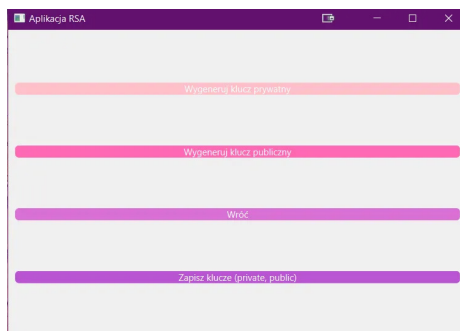 Aplikacja RSA
Wygeneruj klucz prywatny
Wygeneruj klucz publiczny
Wróć
Zapisz klucze (private, public)